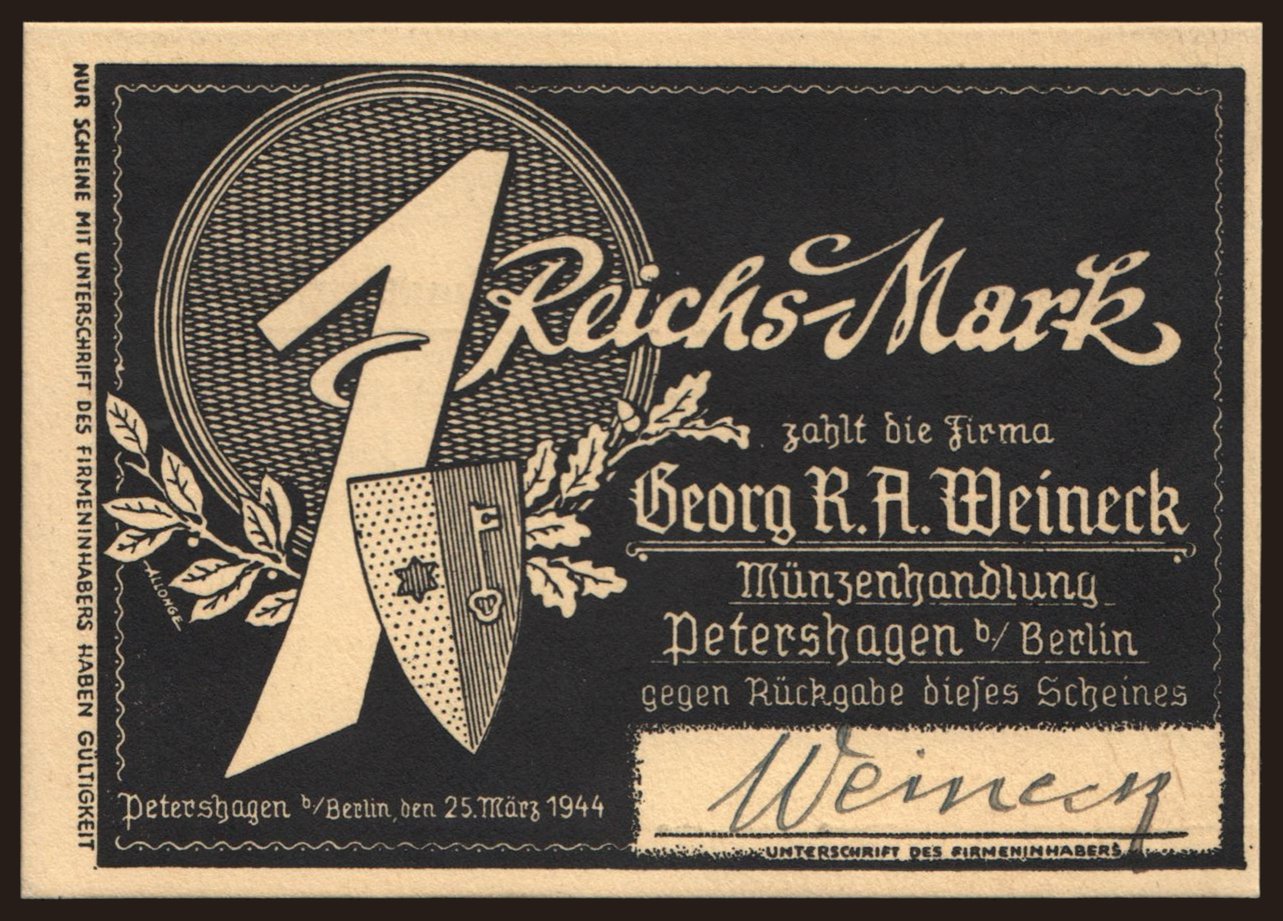 NUR SCHEINE MIT UNTERSCHRIFT DES FIRMENINHABERS HABEN GÜLTIGKEIT
1 Reichs-Mark
zahlt die Firma
Georg R. A. Weineck
Münzenhandlung
Petershagen b/ Berlin
gegen Rückgabe dieſes Scheines
ALLONGE
Petershagen b/Berlin, den 25. März 1944
Weineck
UNTERSCHRIFT DES FIRMENINHABERS